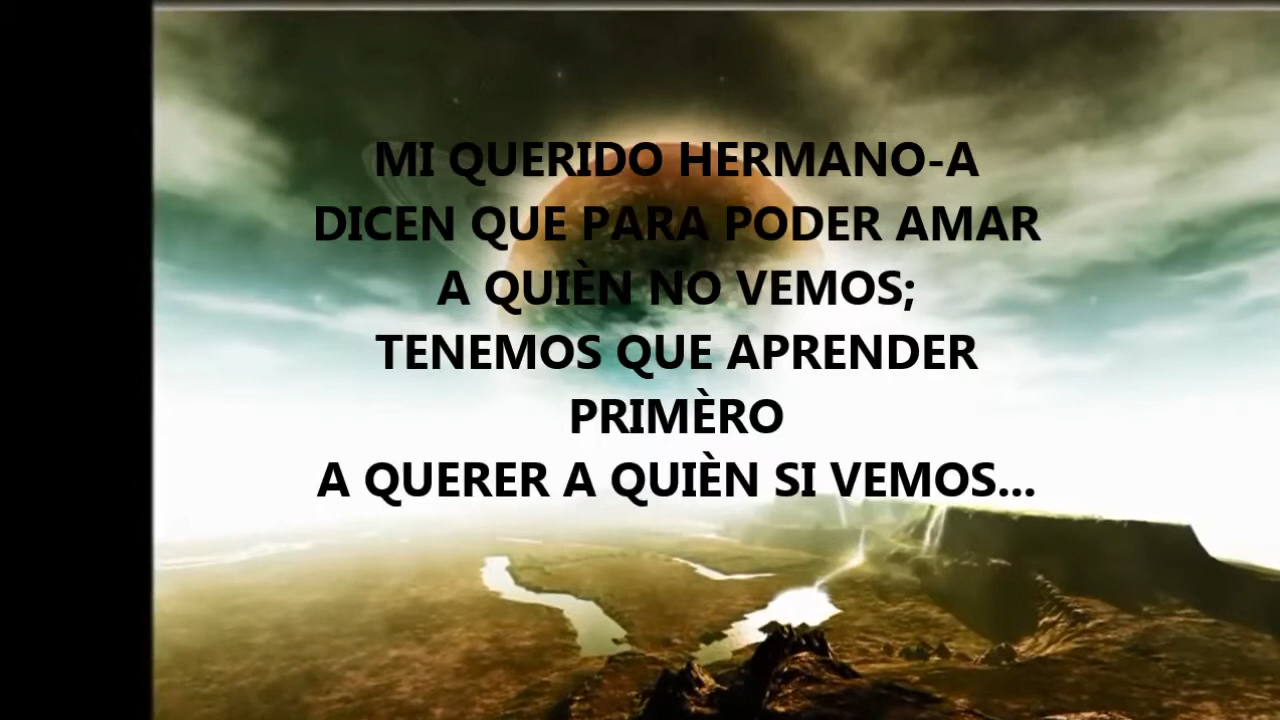 MI QUERIDO HERMANO-A
DICEN QUE PARA PODER AMAR
A QUIÈN NO VEMOS;
TENEMOS QUE APRENDER
PRIMÈRO
A QUERER A QUIÈN SI VEMOS...